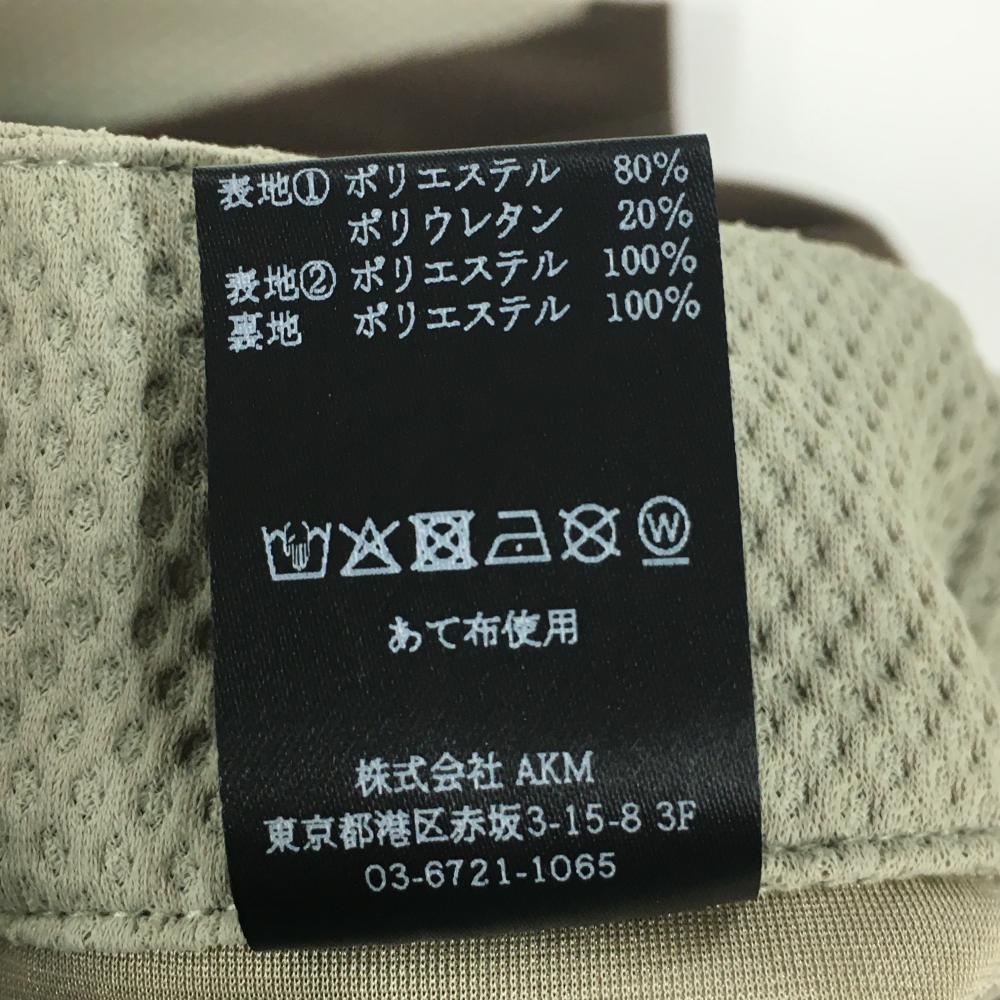 表地① ポリエステル 80%
ポリウレタン 20%
表地② ポリエステル 100%
裏地 ポリエステル 100%
W
あて布使用
株式会社 AKM
東京都港区赤坂3-15-8 3F
03-6721-1065